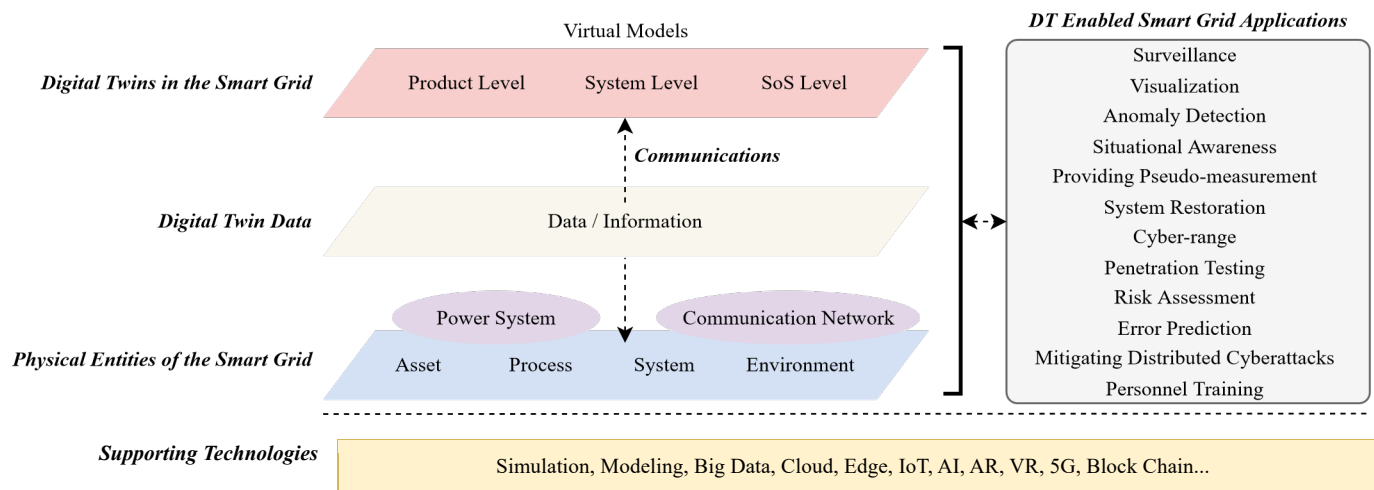 DT Enabled Smart Grid Applications
Virtual Models
Digital Twins in the Smart Grid
Product Level
System Level
SoS Level
Communications
Digital Twin Data
Data / Information
Power System
Communication Network
Physical Entities of the Smart Grid
Asset
Process
System
Environment
Surveillance
Visualization
Anomaly Detection
Situational Awareness
Providing Pseudo-measurement
System Restoration
Cyber-range
Penetration Testing
Risk Assessment
Error Prediction
Mitigating Distributed Cyberattacks
Personnel Training
Supporting Technologies
Simulation, Modeling, Big Data, Cloud, Edge, IoT, AI, AR, VR, 5G, Block Chain...